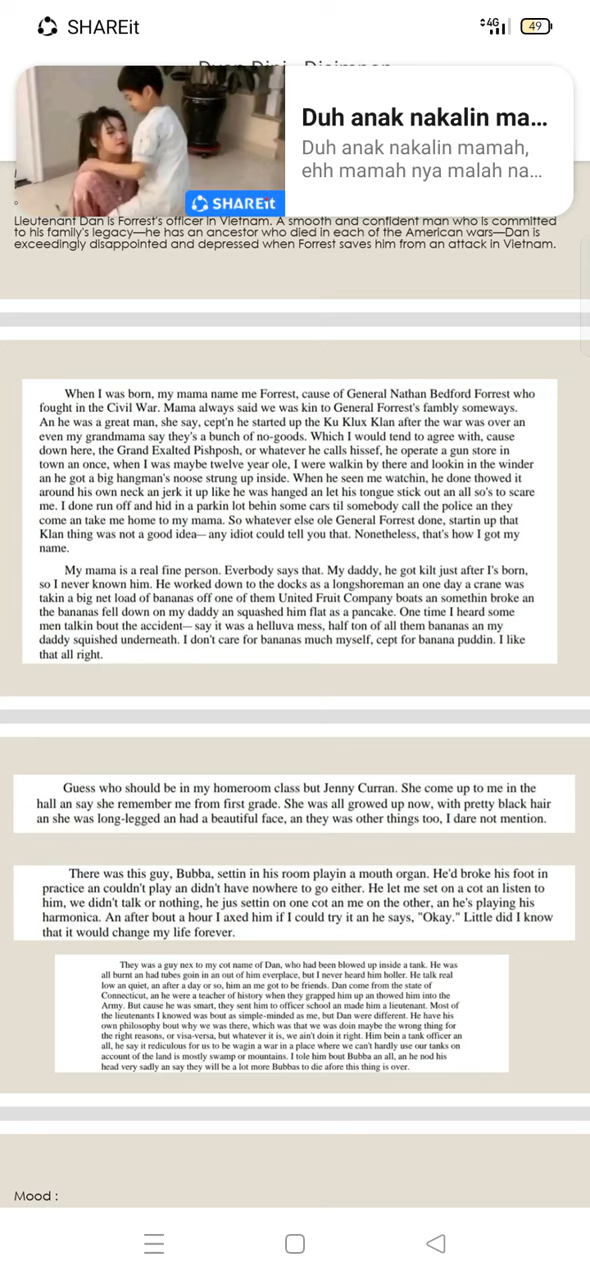 SHAREit
4G
49
Duh anak nakalin ma...
Duh anak nakalin mamah,
ehh mamah nya malah na...
SHAREit
Lieutenant Dan is Forrest's officer in Vietnam. A smooth and confident man who is committed
to his family's legacy—he has an ancestor who died in each of the American wars—Dan is
exceedingly disappointed and depressed when Forrest saves him from an attack in Vietnam.
When I was born, my mama name me Forrest, cause of General Nathan Bedford Forrest who
fought in the Civil War. Mama always said we was kin to General Forrest's fambly someways.
An he was a great man, she say, cept'n he started up the Ku Klux Klan after the war was over an
even my grandmama say they's a bunch of no-goods. Which I would tend to agree with, cause
down here, the Grand Exalted Pishposh, or whatever he calls hissef, he operate a gun store in
town an once, when I was maybe twelve year ole, I were walkin by there and lookin in the winder
an he got a big hangman's noose strung up inside. When he seen me watchin, he done thowed it
around his own neck an jerk it up like he was hanged an let his tongue stick out an all so's to scare
me. I done run off and hid in a parkin lot behin some cars til somebody call the police an they
come an take me home to my mama. So whatever else ole General Forrest done, startin up that
Klan thing was not a good idea—any idiot could tell you that. Nonetheless, that's how I got my
name.
My mama is a real fine person. Everbody says that. My daddy, he got kilt just after I's born,
so I never known him. He worked down to the docks as a longshoreman an one day a crane was
takin a big net load of bananas off one of them United Fruit Company boats an somethin broke an
the bananas fell down on my daddy an squashed him flat as a pancake. One time I heard some
men talkin bout the accident—say it was a helluva mess, half ton of all them bananas an my
daddy squished underneath. I don't care for bananas much myself, cept for banana puddin. I like
that all right.
Guess who should be in my homeroom class but Jenny Curran. She come up to me in the
hall an say she remember me from first grade. She was all growed up now, with pretty black hair
an she was long-legged an had a beautiful face, an they was other things too, I dare not mention.
There was this guy, Bubba, settin in his room playin a mouth organ. He'd broke his foot in
practice an couldn't play an didn't have nowhere to go either. He let me set on a cot an listen to
him, we didn't talk or nothing, he jus settin on one cot an me on the other, an he's playing his
harmonica. An after bout a hour I axed him if I could try it an he says, "Okay." Little did I know
that it would change my life forever.
They was a guy nex to my cot name of Dan, who had been blowed up inside a tank. He was
all burnt an had tubes goin in an out of him everplace, but I never heard him holler. He talk real
low an quiet, an after a day or so, him an me got to be friends. Dan come from the state of
Connecticut, an he were a teacher of history when they grapped him up an thowed him into the
Army. But cause he was smart, they sent him to officer school an made him a lieutenant. Most of
the lieutenants I knowed was bout as simple-minded as me, but Dan were different. He have his
own philosophy bout why we was there, which was that we was doin maybe the wrong thing for
the right reasons, or visa-versa, but whatever it is, we ain't doin it right. Him bein a tank officer an
all, he say it rediculous for us to be wagin a war in a place where we can't hardly use our tanks on
account of the land is mostly swamp or mountains. I tole him bout Bubba an all, an he nod his
head very sadly an say they will be a lot more Bubbas to die afore this thing is over.
Mood :